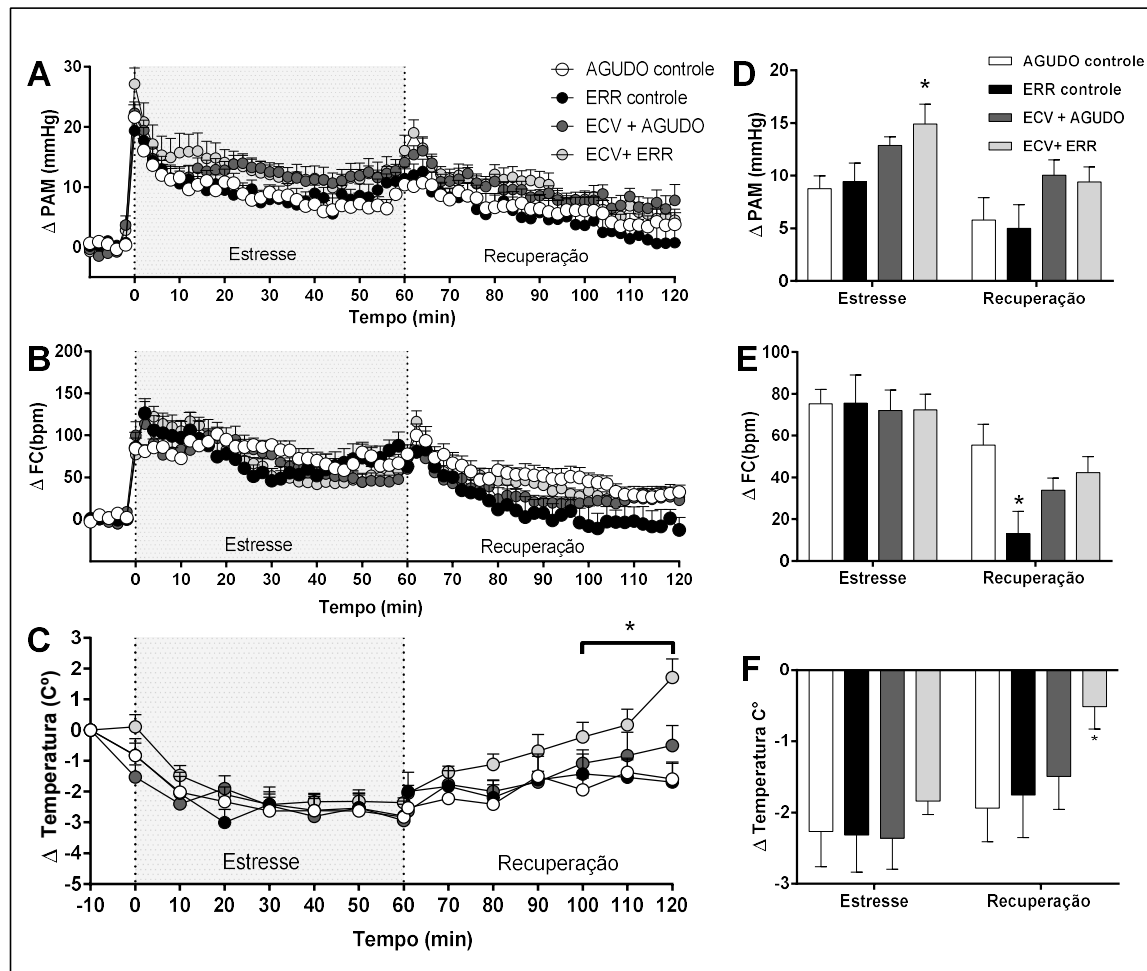 A
30
20
10
0
Δ PAM (mmHg)
AGUDO controle
ERR controle
ECV + AGUDO
ECV+ ERR
Estresse
Recuperação
0 10 20 30 40 50 60 70 80 90 100 110 120
Tempo (min)
B
200
150
100
50
0
Δ FC(bpm)
Estresse
Recuperação
0 10 20 30 40 50 60 70 80 90 100 110 120
Tempo (min)
C
3
2
1
0
-1
-2
-3
-4
-5
Δ Temperatura (Cº)
*
Estresse
Recuperação
-10 0 10 20 30 40 50 60 70 80 90 100 110 120
Tempo (min)
D
20
15
10
5
0
Δ PAM (mmHg)
*
AGUDO controle
ERR controle
ECV + AGUDO
ECV+ ERR
Estresse Recuperação
E
80
60
40
20
0
Δ FC(bpm)
*
Estresse Recuperação
F
0
-1
-2
-3
Δ Temperatura C°
*
Estresse Recuperação